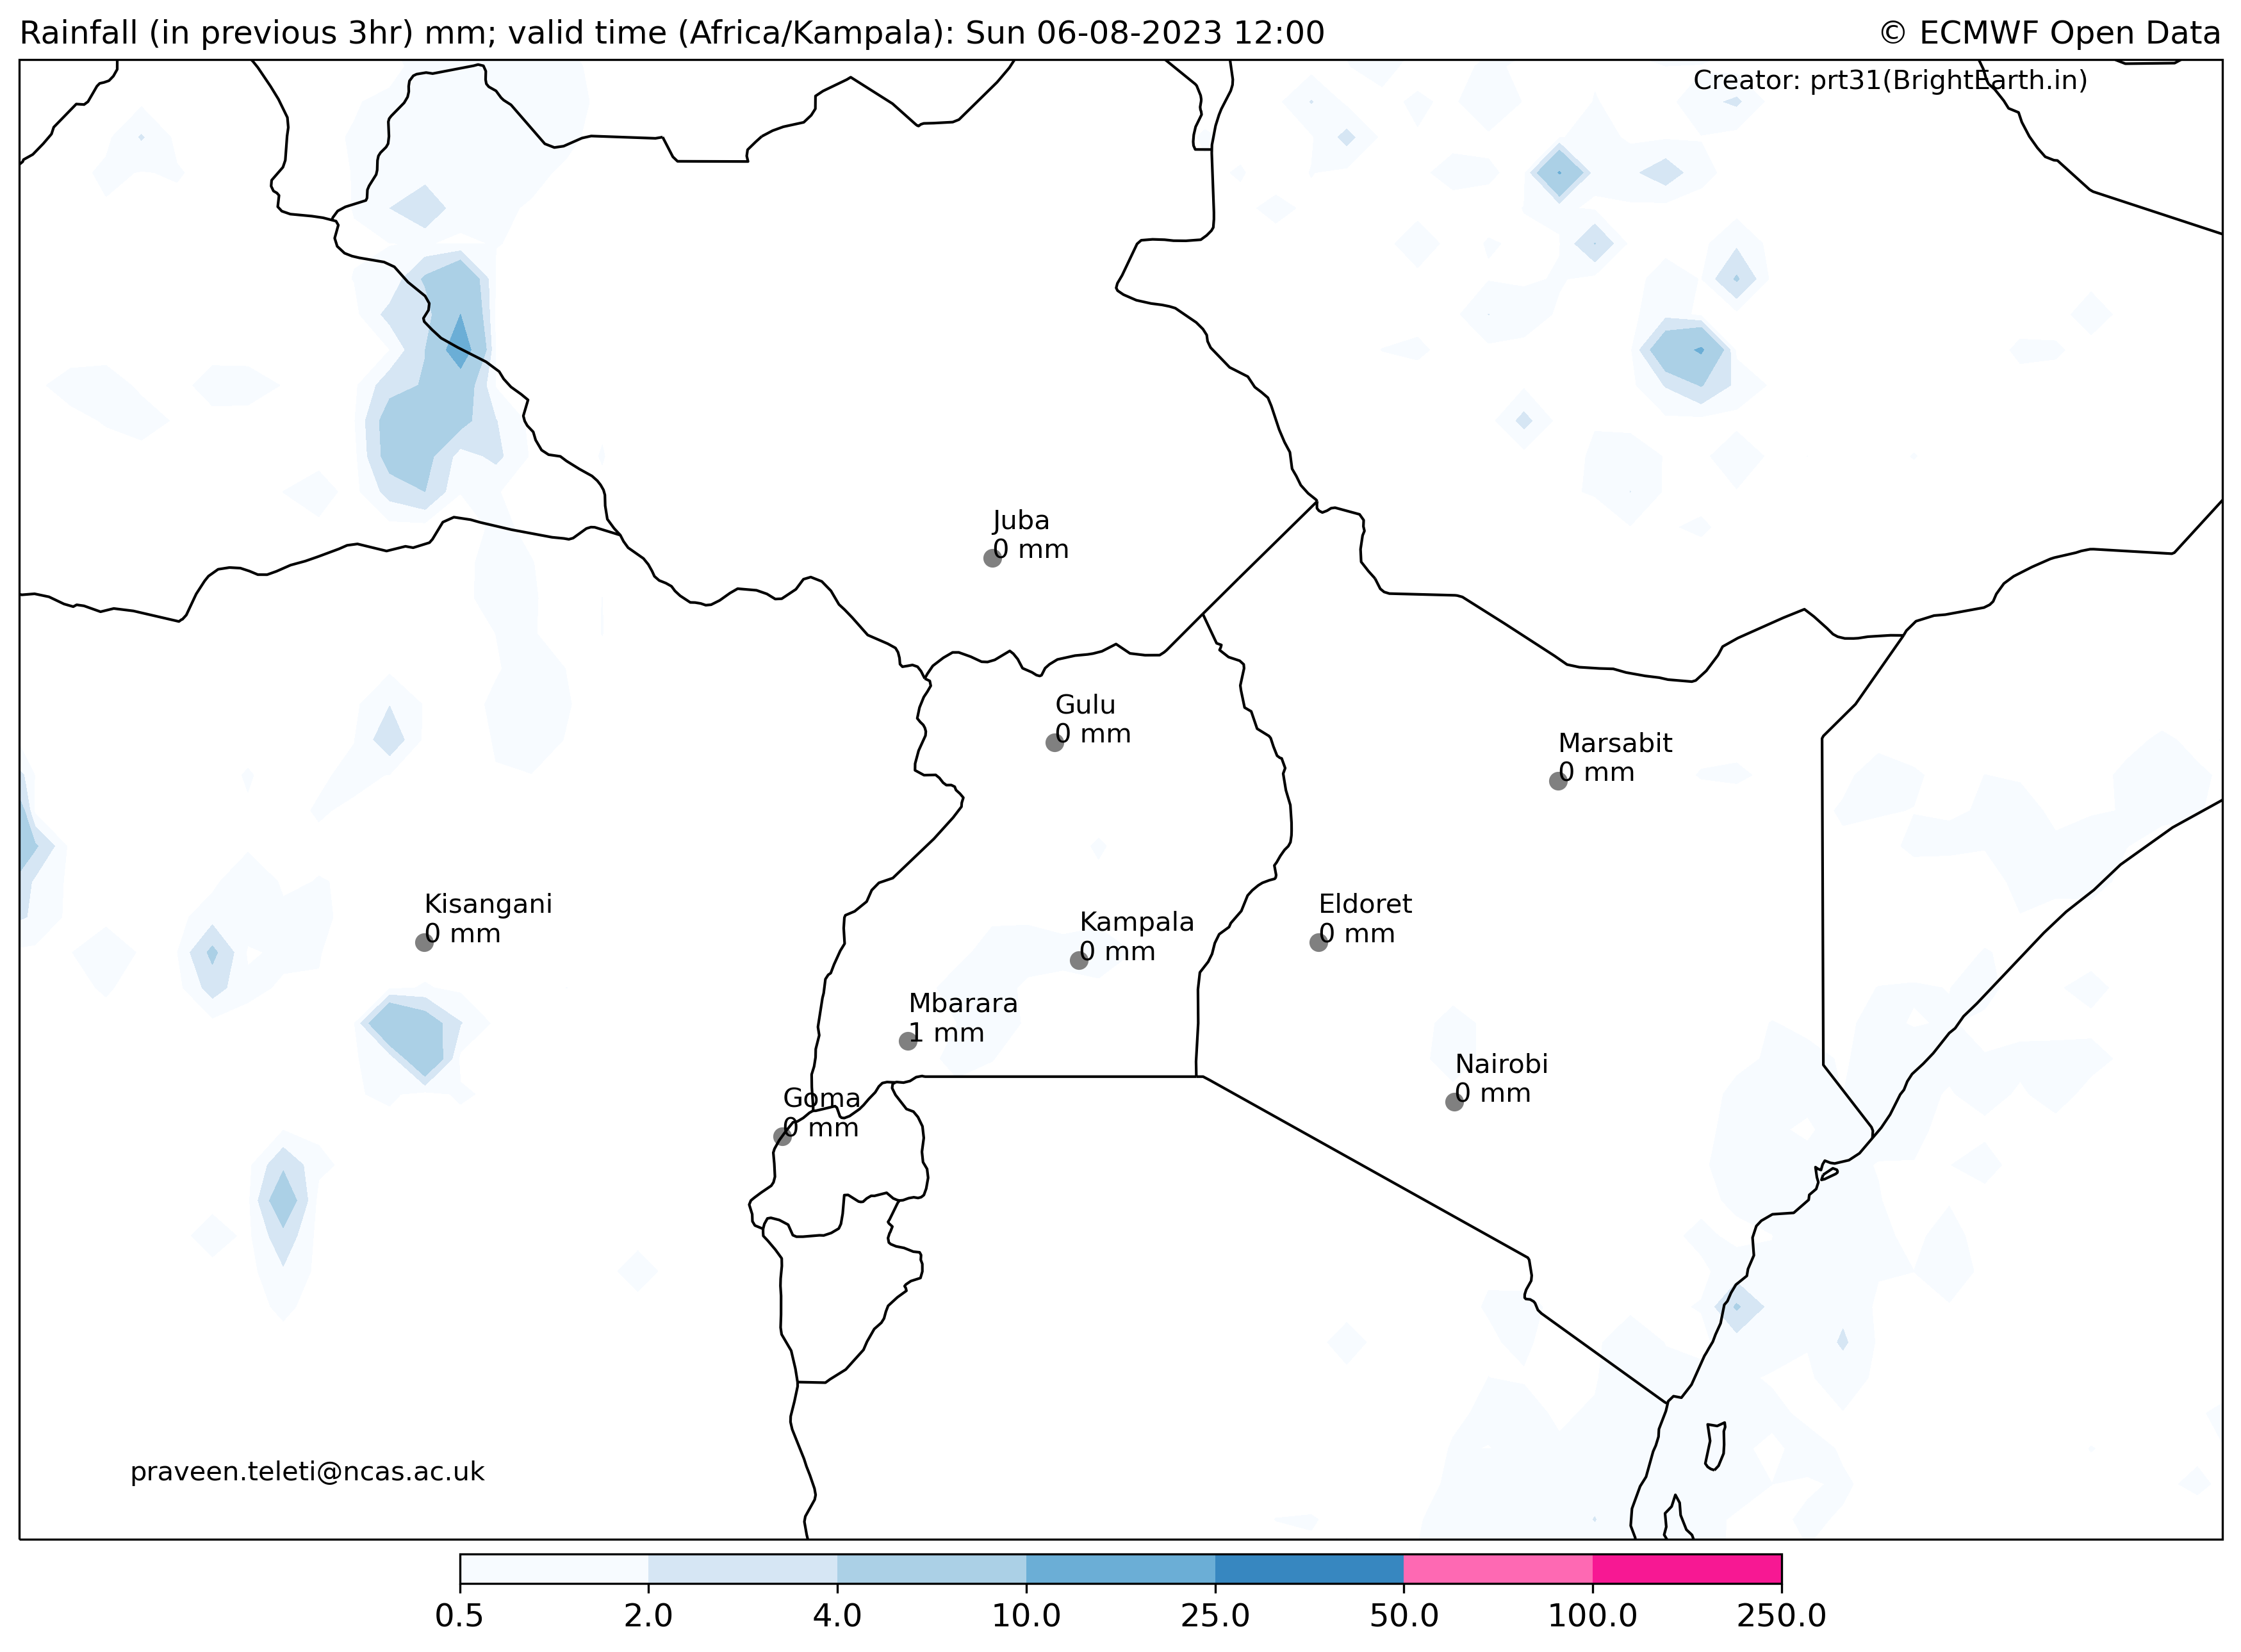 Rainfall (in previous 3hr) mm; valid time (Africa/Kampala): Sun 06-08-2023 12:00
© ECMWF Open Data
Creator: prt31(BrightEarth.in)
Juba
0 mm
Gulu
0 mm
Marsabit
0 mm
Kisangani
0 mm
Kampala
0 mm
Eldoret
0 mm
Mbarara
1 mm
Nairobi
0 mm
Goma
0 mm
praveen.teleti@ncas.ac.uk
0.5 2.0 4.0 10.0 25.0 50.0 100.0 250.0